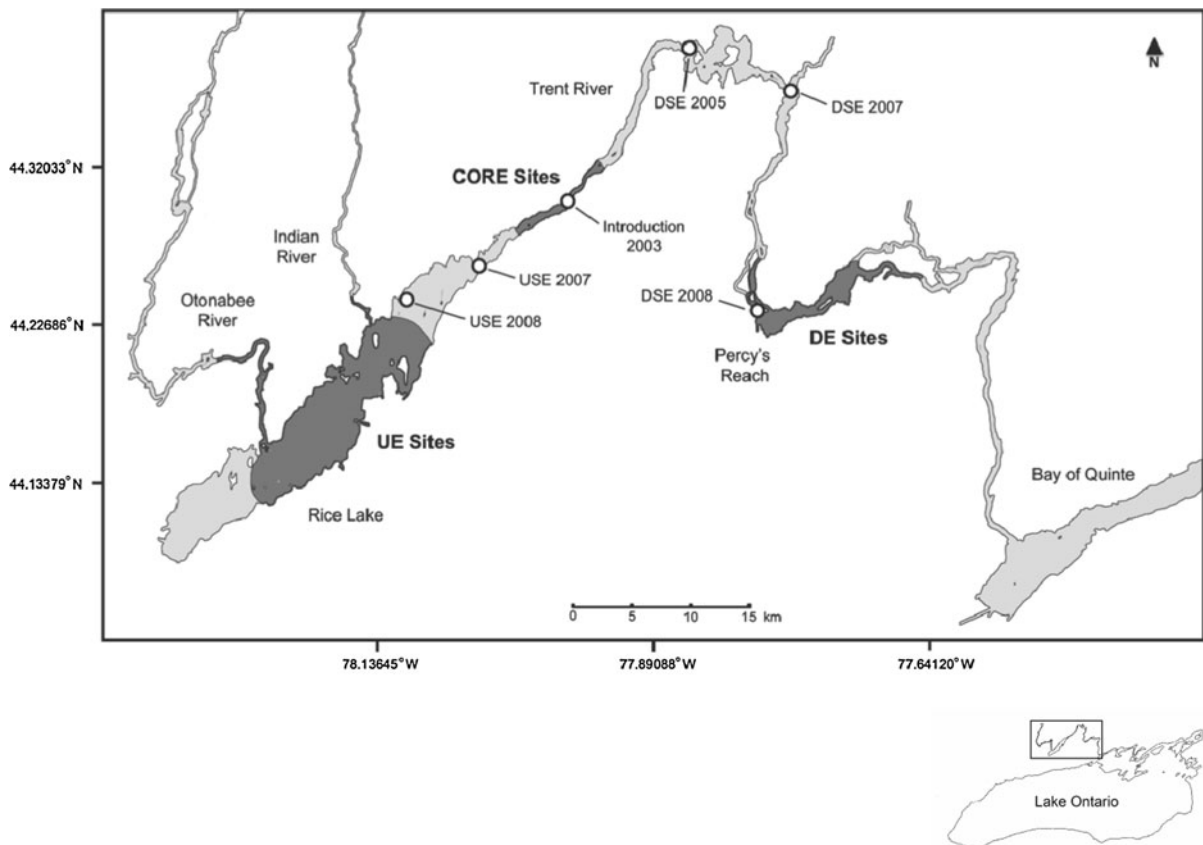 N
Trent River
DSE 2005
DSE 2007
44.32033°N
CORE Sites
Introduction
2003
Indian
River
USE 2007
Otonabee
River
DSE 2008
USE 2008
44.22686°N
DE Sites
Percy's
Reach
UE Sites
Bay of Quinte
44.13379°N
Rice Lake
0 5 10 15 km
78.13645°W
77.89088°W
77.64120°W
Lake Ontario